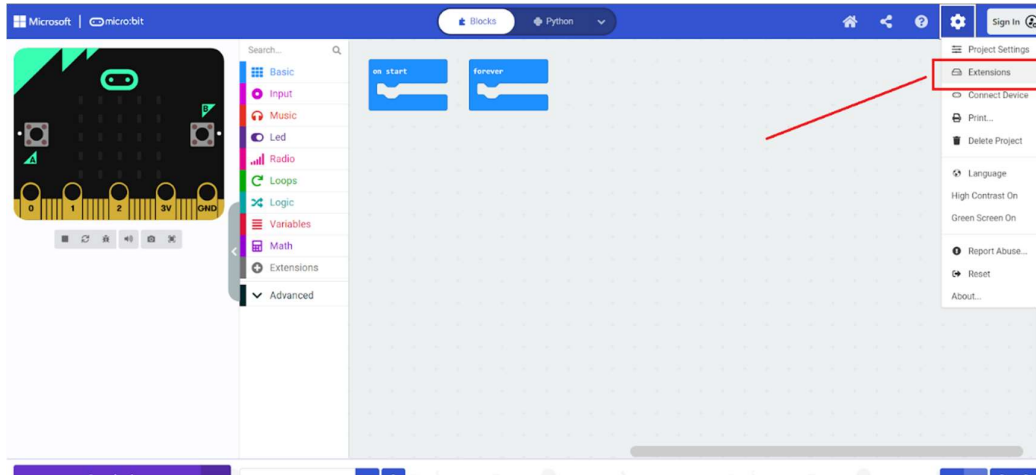 Microsoft
micro:bit
Blocks
Python
Sign In
Search...
Basic
Input
Music
Led
Radio
Loops
Logic
Variables
Math
Extensions
Advanced
on start
forever
Project Settings
Extensions
Connect Device
Print...
Delete Project
Language
High Contrast On
Green Screen On
Report Abuse...
Reset
About...
A
B
0
1
2
3V
GND